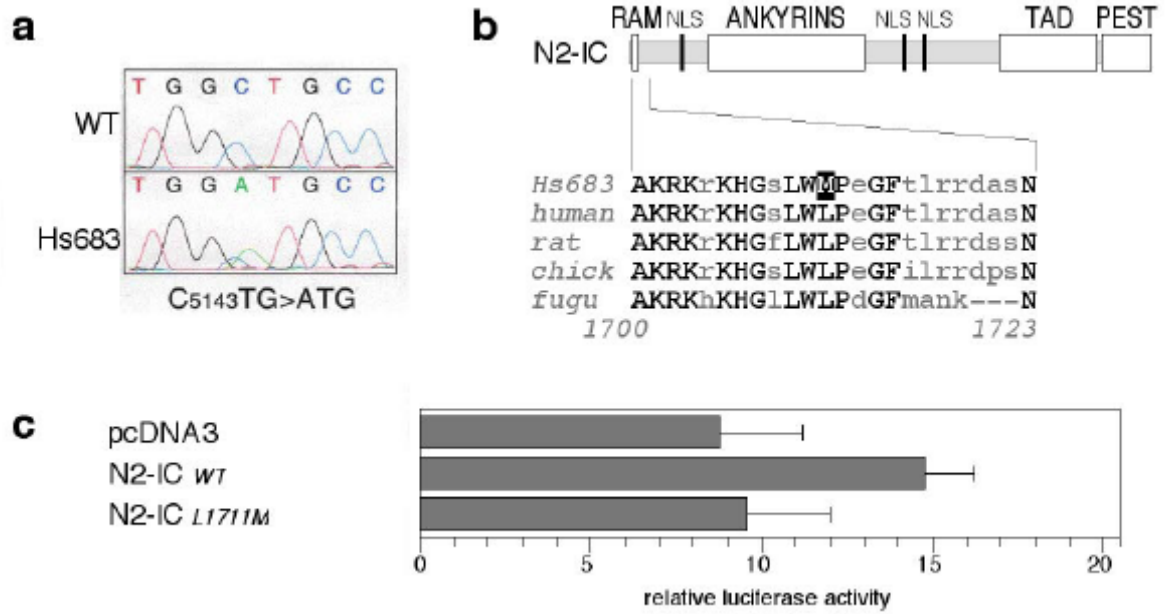 a
T G G C T G C C
WT
T G G A T G C C
Hs683
C5143TG>ATG
b
RAM NLS ANKYRINS NLS NLS TAD PEST
N2-IC
Hs683 AKRKrKHGsLWMPeGFtlrrdasN
human AKRKrKHGsLWLPeGFtlrrdasN
rat AKRKrKHGfLWLPeGFtlrrdssN
chick AKRKrKHGsLWLPeGFilrrdpsN
fugu AKRKhKHGlLWLPdGFmank---N
1700 1723
c
pcDNA3
N2-IC WT
N2-IC L1711M
0 5 10 15 20
relative luciferase activity